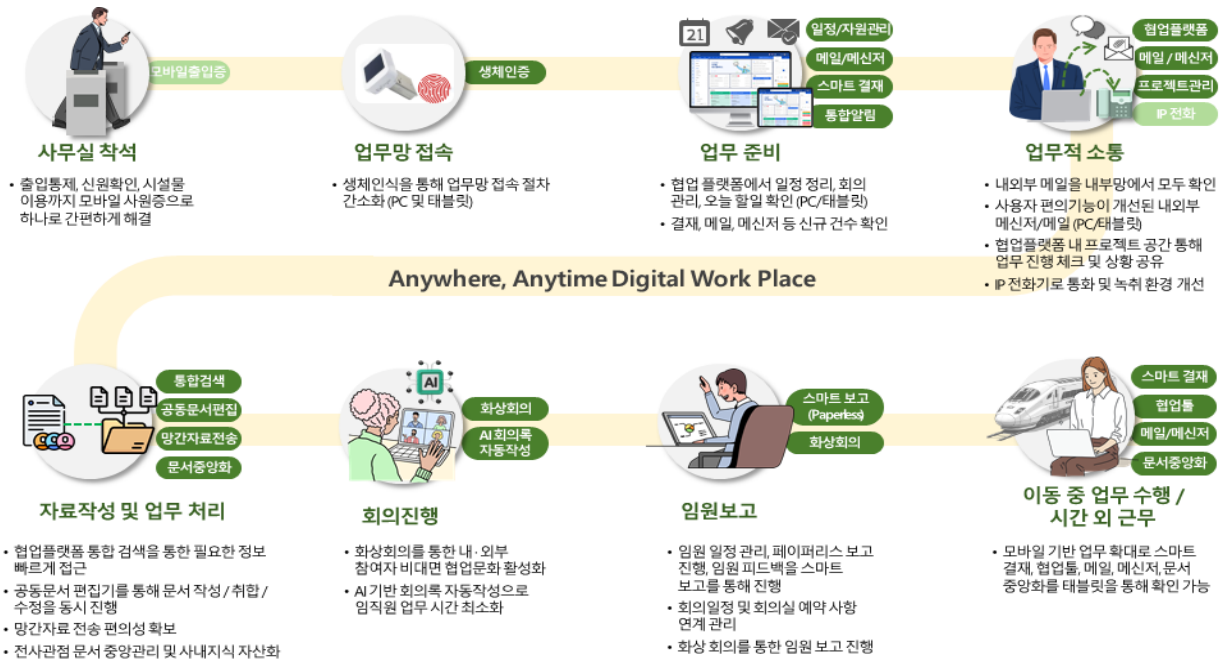 모바일출입증
사무실 착석
• 출입통제, 신원확인, 시설물
이용까지 모바일 사원증으로
하나로 간편하게 해결
생체인증
업무망 접속
• 생체인식을 통해 업무망 접속 절차
간소화 (PC 및 태블릿)
21
일정/자원관리
메일/메신저
스마트 결재
통합알림
업무 준비
• 협업 플랫폼에서 일정 정리, 회의
관리, 오늘 할일 확인 (PC/태블릿)
• 결재, 메일, 메신저 등 신규 건수 확인
협업플랫폼
메일 / 메신저
프로젝트관리
IP 전화
업무적 소통
• 내외부 메일을 내부망에서 모두 확인
• 사용자 편의기능이 개선된 내외부
메신저/메일 (PC/태블릿)
• 협업플랫폼 내 프로젝트 공간 통해
업무 진행 체크 및 상황 공유
• IP 전화기로 통화 및 녹취 환경 개선
Anywhere, Anytime Digital Work Place
통합검색
공동문서편집
망간자료전송
문서중앙화
자료작성 및 업무 처리
• 협업플랫폼 통합 검색을 통한 필요한 정보
빠르게 접근
• 공동문서 편집기를 통해 문서 작성 / 취합 /
수정을 동시 진행
• 망간자료 전송 편의성 확보
• 전사관점 문서 중앙관리 및 사내지식 자산화
AI
화상회의
AI 회의록
자동작성
회의진행
• 화상회의를 통한 내·외부
참여자 비대면 협업문화 활성화
• AI 기반 회의록 자동작성으로
임직원 업무 시간 최소화
스마트 보고
(Paperless)
화상회의
임원보고
• 임원 일정 관리, 페이퍼리스 보고
진행, 임원 피드백을 스마트
보고를 통해 진행
• 회의일정 및 회의실 예약 사항
연계 관리
• 화상 회의를 통한 임원 보고 진행
스마트 결재
협업툴
메일/메신저
문서중앙화
이동 중 업무 수행 /
시간 외 근무
• 모바일 기반 업무 확대로 스마트
결재, 협업툴, 메일, 메신저, 문서
중앙화를 태블릿을 통해 확인 가능